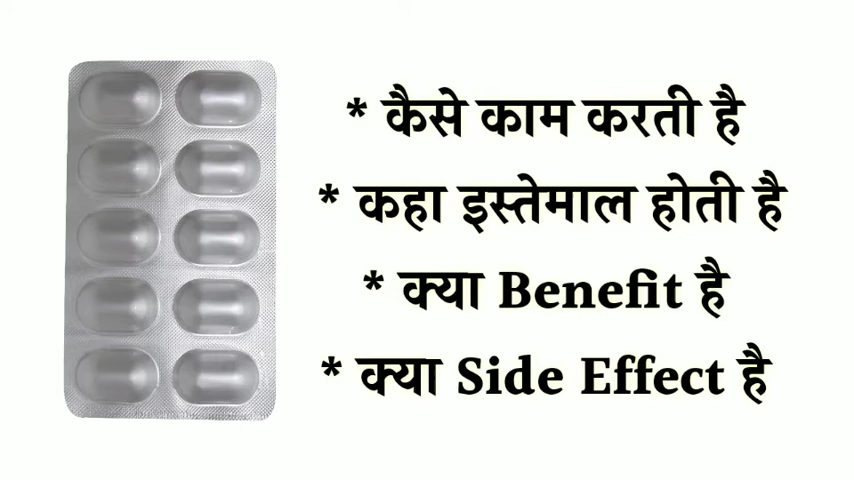 * कैसे काम करती है
* कहा इस्तेमाल होती है
* क्या Benefit है
* क्या Side Effect है